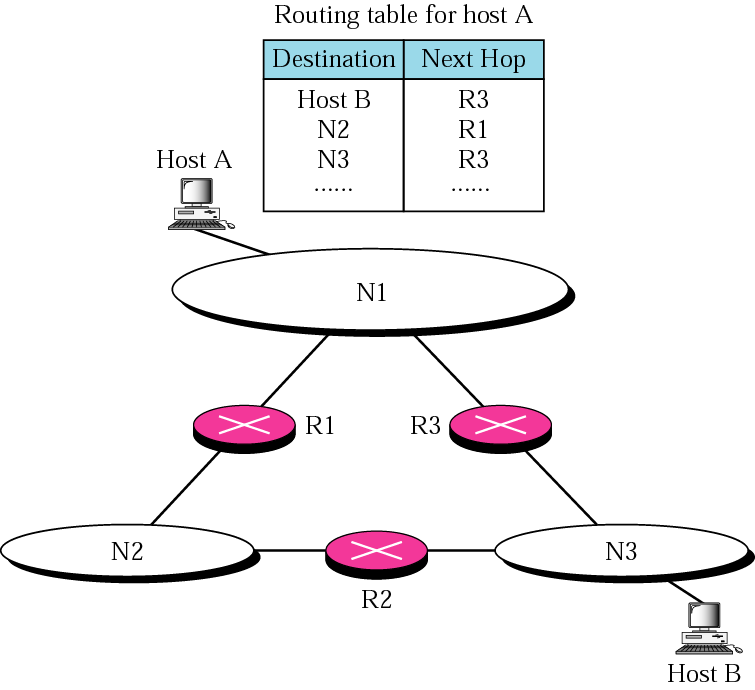 Routing table for host A
Destination Next Hop
Host B R3
N2 R1
N3 R3
...... ......
Host A
N1
R1 R3
N2 N3
R2
Host B